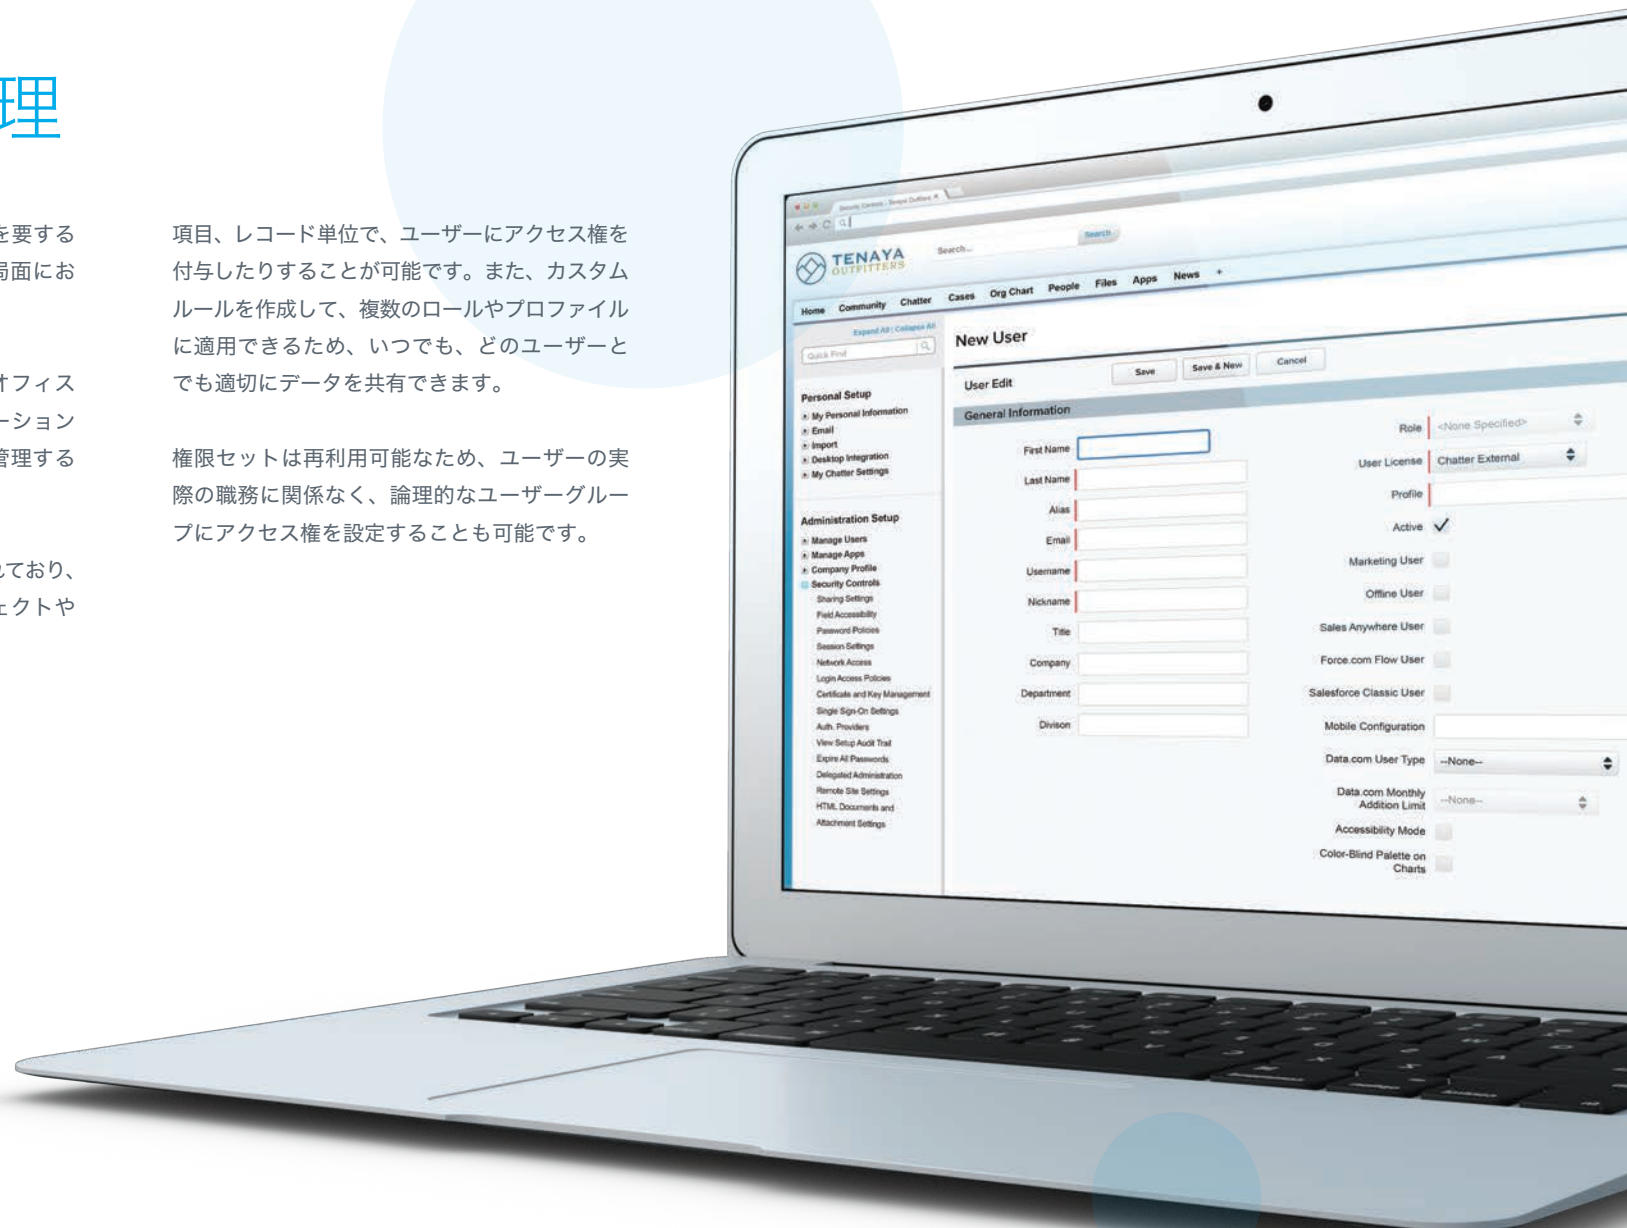 理
を要する
局面にお
オフィス
ーション
管理する
れており、
ェクトや
項目、レコード単位で、ユーザーにアクセス権を
付与したりすることが可能です。また、カスタム
ルールを作成して、複数のロールやプロファイル
に適用できるため、いつでも、どのユーザーと
でも適切にデータを共有できます。
権限セットは再利用可能なため、ユーザーの実
際の職務に関係なく、論理的なユーザーグルー
プにアクセス権を設定することも可能です。
Security Controls - Tenaya Outfitters
TENAYA
OUTFITTERS
Search...
Search
Home Community Chatter Cases Org Chart People Files Apps News +
Expand All | Collapse All
Quick Find
Personal Setup
My Personal Information
Email
Import
Desktop Integration
My Chatter Settings
Administration Setup
Manage Users
Manage Apps
Company Profile
Security Controls
Sharing Settings
Field Accessibility
Password Policies
Session Settings
Network Access
Login Access Policies
Certificate and Key Management
Single Sign-On Settings
Auth. Providers
View Setup Audit Trail
Expire All Passwords
Delegated Administration
Remote Site Settings
HTML Documents and
Attachment Settings
New User
User Edit
Save
Save & New
Cancel
General Information
First Name
Last Name
Alias
Email
Username
Nickname
Title
Company
Department
Divison
Role <None Specified>
User License Chatter External
Profile
Active
Marketing User
Offline User
Sales Anywhere User
Force.com Flow User
Salesforce Classic User
Mobile Configuration
Data.com User Type --None--
Data.com Monthly
Addition Limit --None--
Accessibility Mode
Color-Blind Palette on
Charts